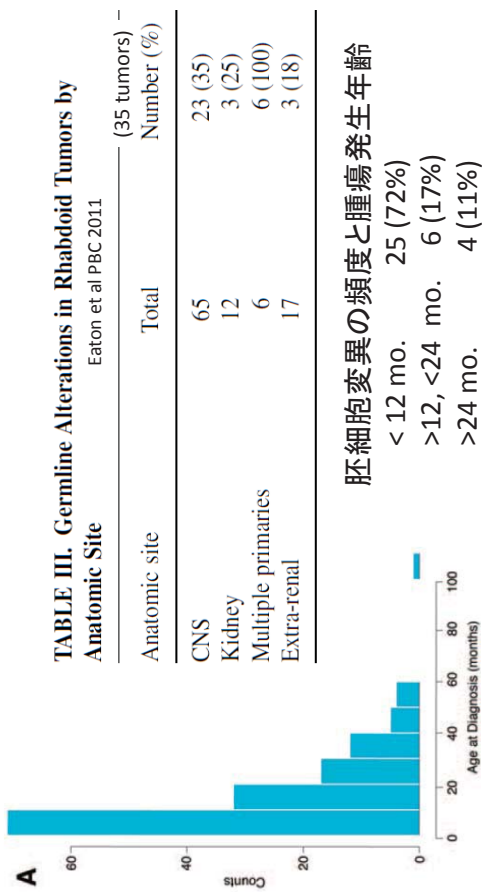 A
Counts
60
40
20
0
0 20 40 60 80 100
Age at Diagnosis (months)
TABLE III. Germline Alterations in Rhabdoid Tumors by
Anatomic Site
Eaton et al PBC 2011
(35 tumors)
Anatomic site Total Number (%)
CNS 65 23 (35)
Kidney 12 3 (25)
Multiple primaries 6 6 (100)
Extra-renal 17 3 (18)
胚細胞変異の頻度と腫瘍発生年齢
< 12 mo. 25 (72%)
>12, <24 mo. 6 (17%)
>24 mo. 4 (11%)